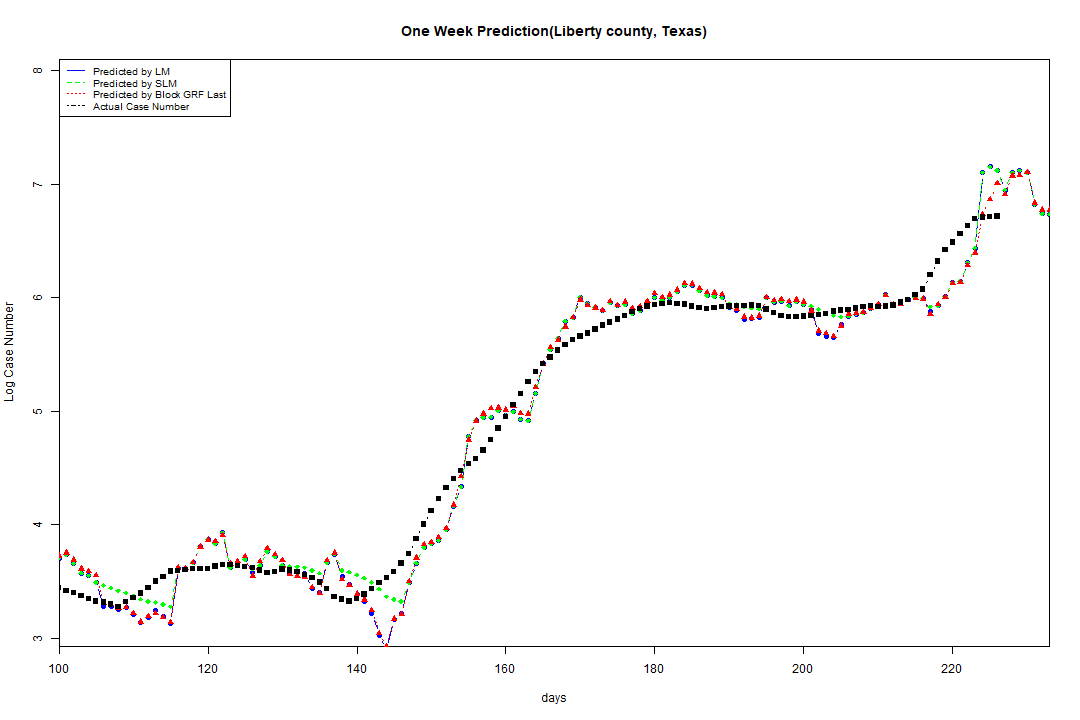 One Week Prediction(Liberty county, Texas)
Predicted by LM
Predicted by SLM
Predicted by Block GRF Last
Actual Case Number
8
7
6
5
4
3
Log Case Number
100 120 140 160 180 200 220
days